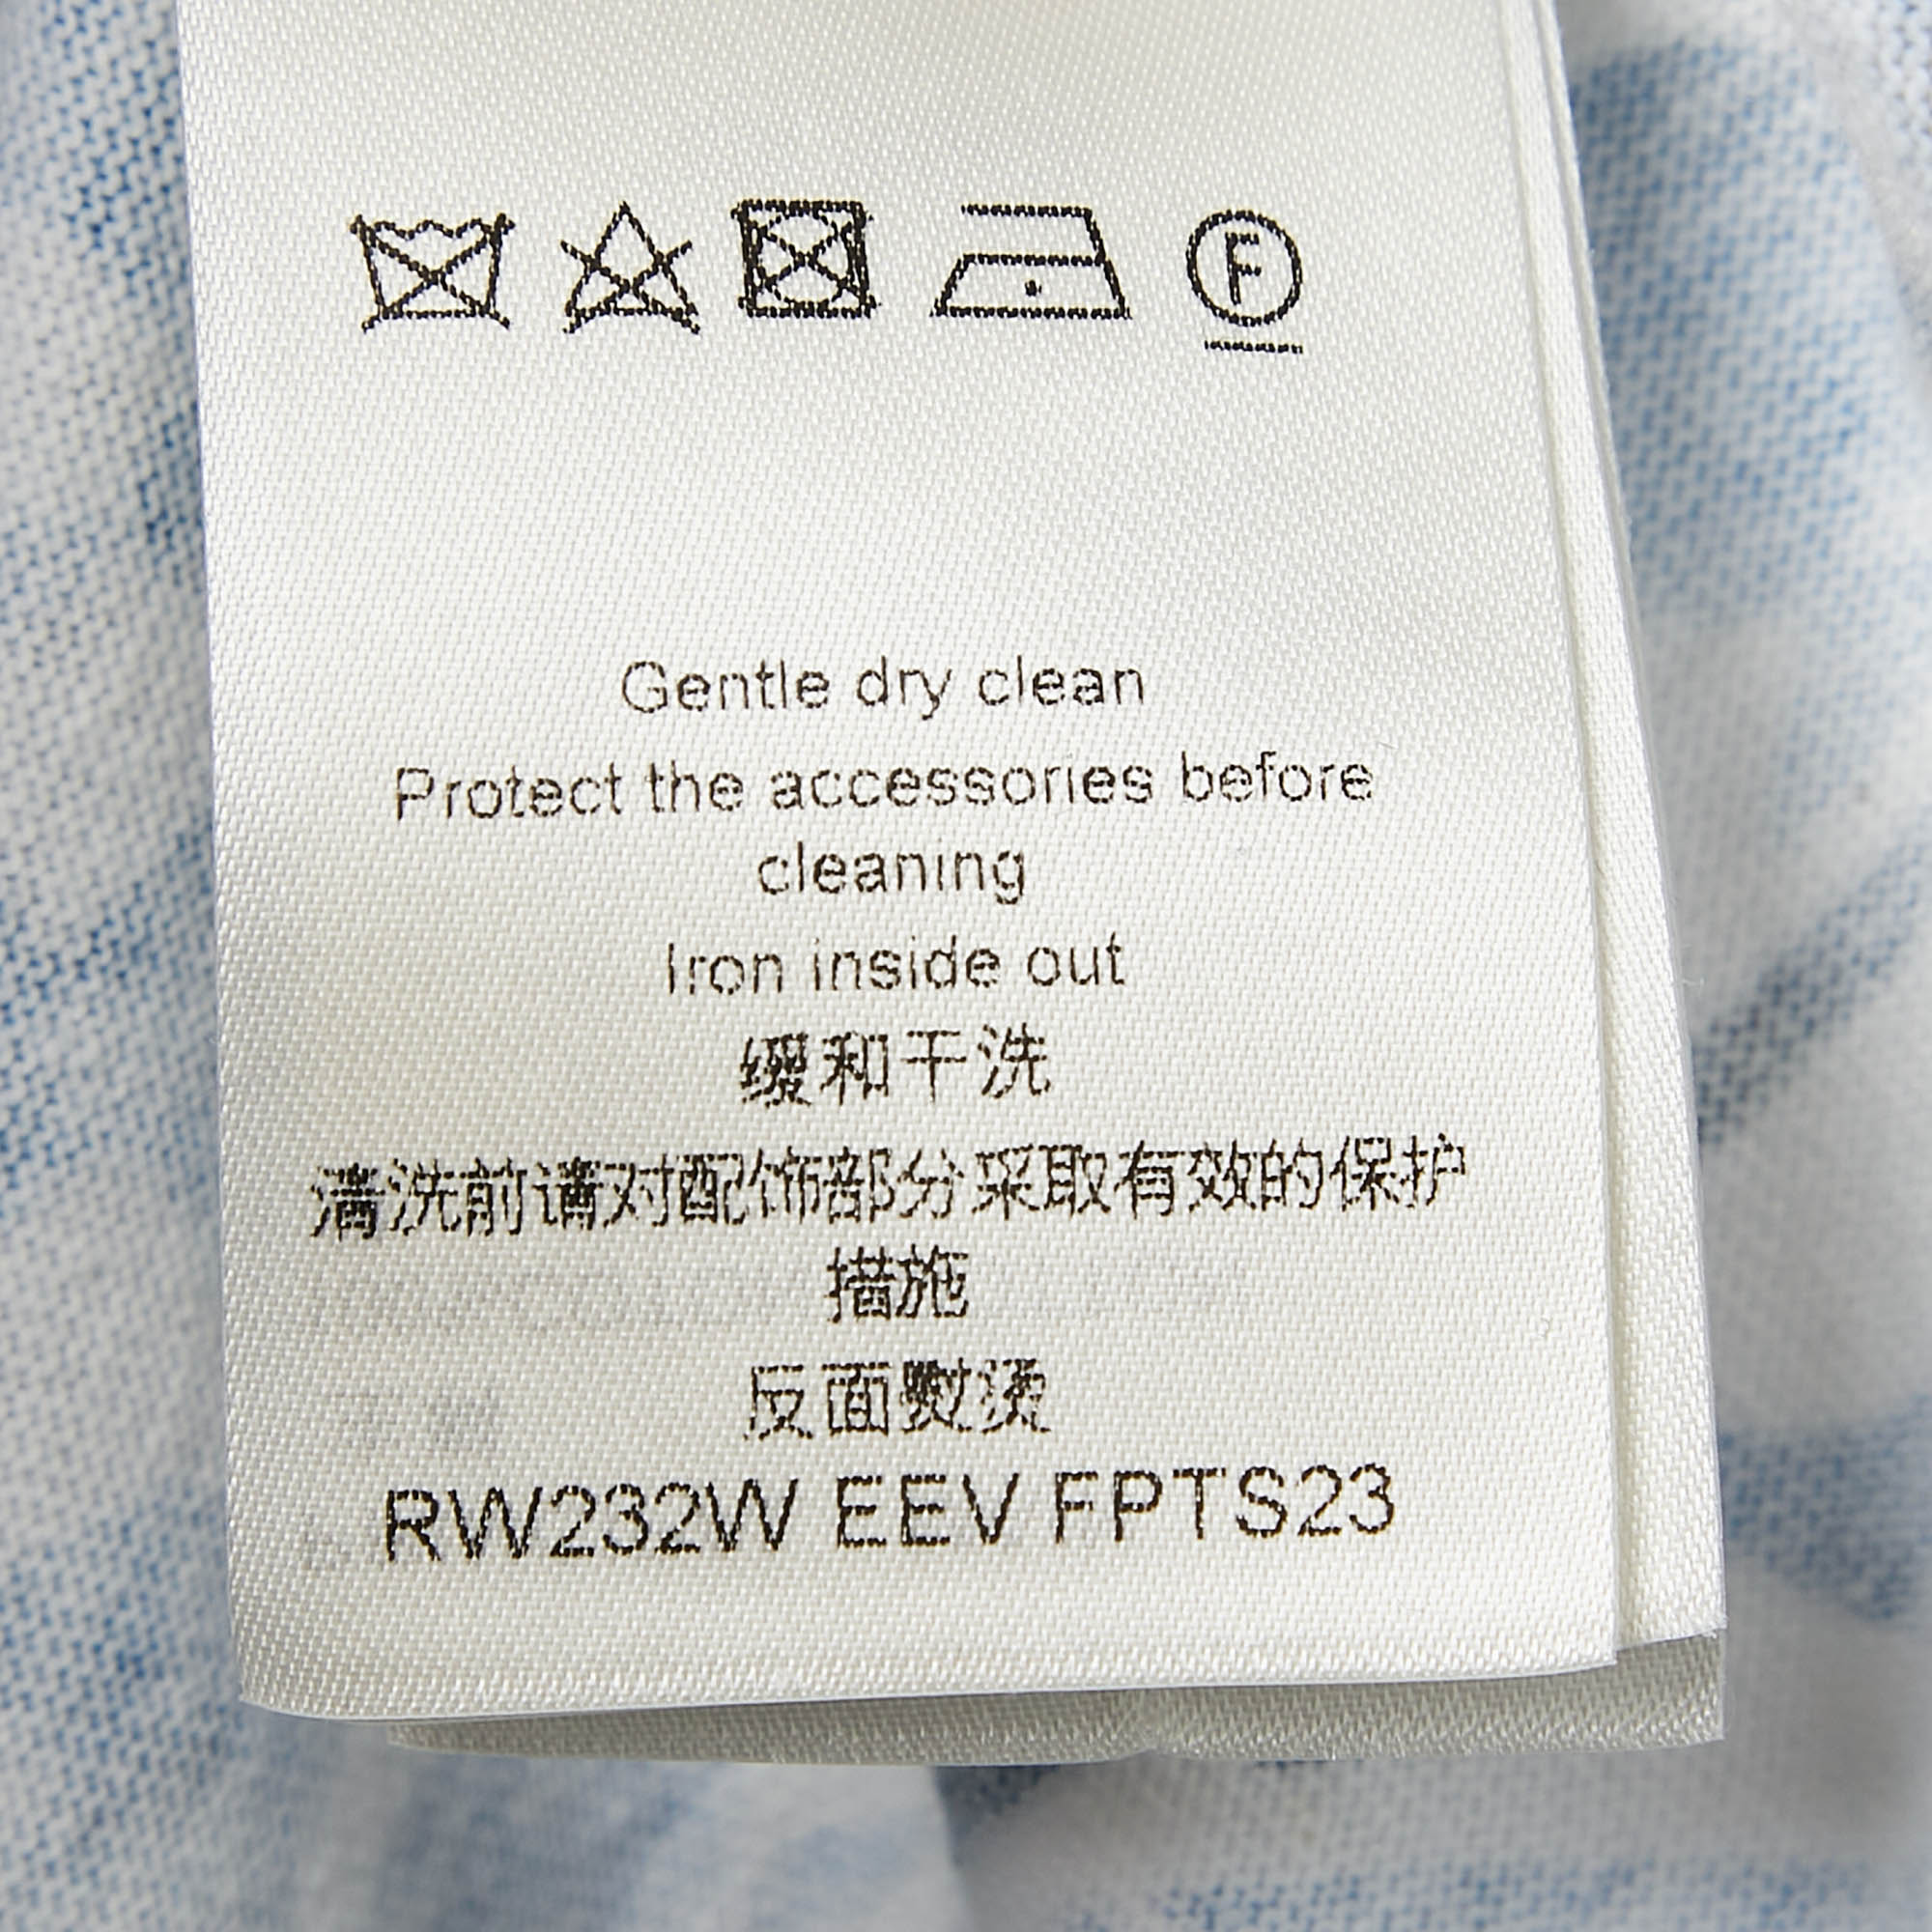 F
Gentle dry clean
Protect the accessories before
cleaning
Iron inside out
缓和干洗
清洗前请对配饰部分采取有效的保护
措施
反面熨烫
RW232W EEV FPTS23